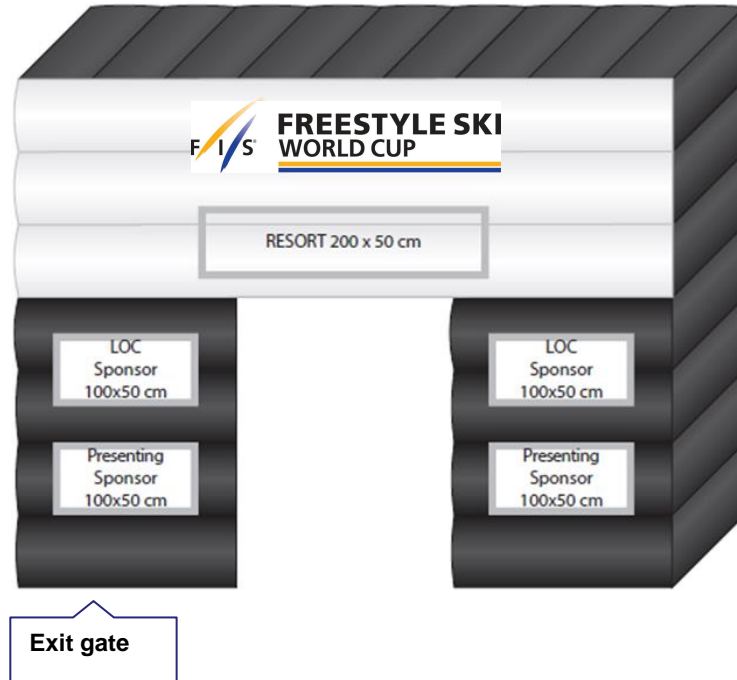 FIS
FREESTYLE SKI
WORLD CUP
RESORT 200 x 50 cm
LOC
Sponsor
100x50 cm
LOC
Sponsor
100x50 cm
Presenting
Sponsor
100x50 cm
Presenting
Sponsor
100x50 cm
Exit gate